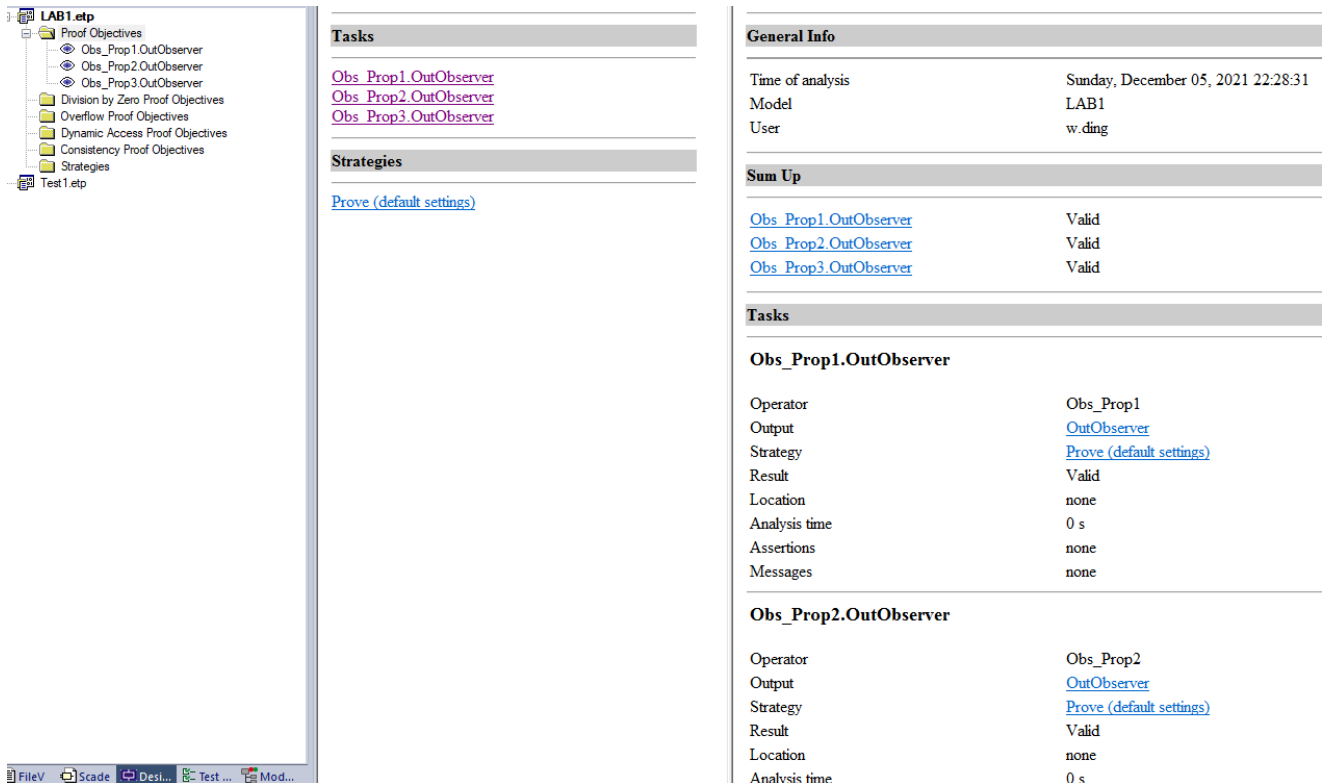 LAB1.etp
Proof Objectives
Obs_Prop1.OutObserver
Obs_Prop2.OutObserver
Obs_Prop3.OutObserver
Division by Zero Proof Objectives
Overflow Proof Objectives
Dynamic Access Proof Objectives
Consistency Proof Objectives
Strategies
Test1.etp
FileV Scade Desi... Test ... Mod...
Tasks
Obs_Prop1.OutObserver
Obs_Prop2.OutObserver
Obs_Prop3.OutObserver
Strategies
Prove (default settings)
General Info
Time of analysis Sunday, December 05, 2021 22:28:31
Model LAB1
User w.ding
Sum Up
Obs_Prop1.OutObserver Valid
Obs_Prop2.OutObserver Valid
Obs_Prop3.OutObserver Valid
Tasks
Obs_Prop1.OutObserver
Operator Obs_Prop1
Output OutObserver
Strategy Prove (default settings)
Result Valid
Location none
Analysis time 0 s
Assertions none
Messages none
Obs_Prop2.OutObserver
Operator Obs_Prop2
Output OutObserver
Strategy Prove (default settings)
Result Valid
Location none
Analysis time 0 s